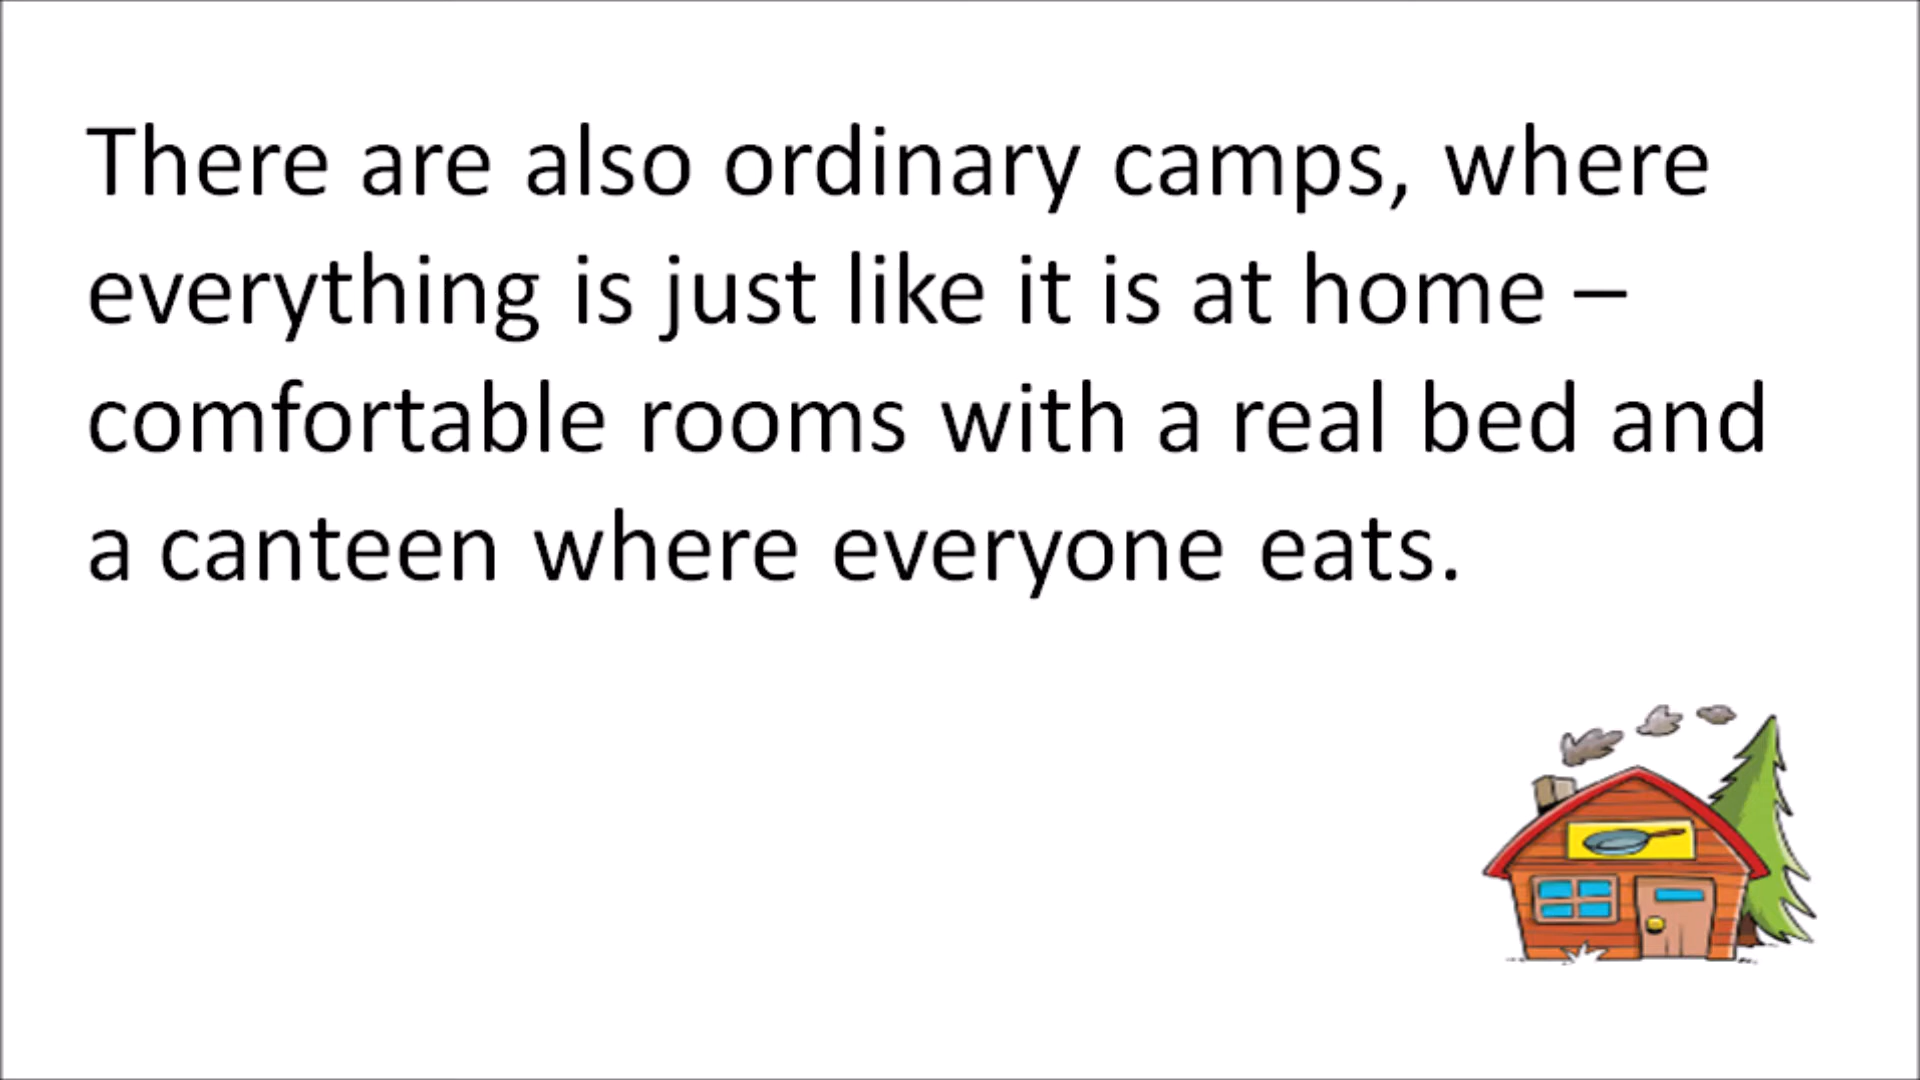 There are also ordinary camps, where
everything is just like it is at home –
comfortable rooms with a real bed and
a canteen where everyone eats.